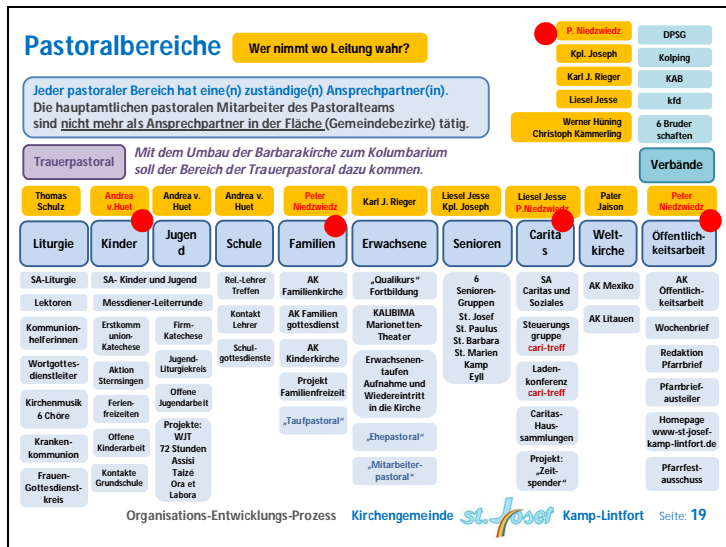 Pastoralbereiche
Wer nimmt wo Leitung wahr?
P. Niedzwiedz
DPSG
Kpl. Joseph
Kolping
Karl J. Rieger
KAB
Liesel Jesse
kfd
Werner Hüning
Christoph Kämmerling
6 Bruder
schaften
Verbände
Jeder pastoraler Bereich hat eine(n) zuständige(n) Ansprechpartner(in).
Die hauptamtlichen pastoralen Mitarbeiter des Pastoralteams
sind nicht mehr als Ansprechpartner in der Fläche (Gemeindebezirke) tätig.
Trauerpastoral
Mit dem Umbau der Barbarakirche zum Kolumbarium
soll der Bereich der Trauerpastoral dazu kommen.
Thomas
Schulz
Liturgie
SA-Liturgie
Lektoren
Kommunion
helferinnen
Wortgottes
dienstleiter
Kirchenmusik
6 Chöre
Kranken-
kommunion
Frauen-
Gottesdienst
kreis
Andrea
v.Huet
Kinder
Andrea v.
Huet
Jugen
d
SA- Kinder und Jugend
Messdiener-Leiterrunde
Erstkomm
union-
Katechese
Aktion
Sternsingen
Ferien-
freizeiten
Offene
Kinderarbeit
Kontakte
Grundschule
Firm-
Katechese
Jugend-
Liturgiekreis
Offene
Jugendarbeit
Projekte:
WJT
72 Stunden
Assisi
Taizé
Ora et
Labora
Andrea v.
Huet
Schule
Rel.-Lehrer
Treffen
Kontakt
Lehrer
Schul-
gottesdienste
Peter
Niedzwiedz
Familien
AK
Familienkirche
AK Familien
gottesdienst
AK
Kinderkirche
Projekt
Familienfreizeit
„Taufpastoral“
Karl J. Rieger
Erwachsene
„Qualikurs“
Fortbildung
KALIBIMA
Marionetten-
Theater
Erwachsenen-
taufen
Aufnahme und
Wiedereintritt
in die Kirche
„Ehepastoral“
„Mitarbeiter-
pastoral“
Liesel Jesse
Kpl. Joseph
Senioren
6
Senioren-
Gruppen
St. Josef
St. Paulus
St. Barbara
St. Marien
Kamp
Eyll
Liesel Jesse
P.Niedzwiedz
Carita
s
SA
Caritas und
Soziales
Steuerungs
gruppe
cari-treff
Laden-
konferenz
cari-treff
Caritas-
Haus-
sammlungen
Projekt:
„Zeit-
spender“
Pater
Jaison
Welt-
kirche
AK Mexiko
AK Litauen
Peter
Niedzwiedz
Öffentlich-
keitsarbeit
AK
Öffentlich-
keitsarbeit
Wochenbrief
Redaktion
Pfarrbrief
Pfarrbrief-
austeiler
Homepage
www-st-josef-
kamp-lintfort.de
Pfarrfest-
ausschuss
Organisations-Entwicklungs-Prozess Kirchengemeinde st. Josef Kamp-Lintfort Seite: 19